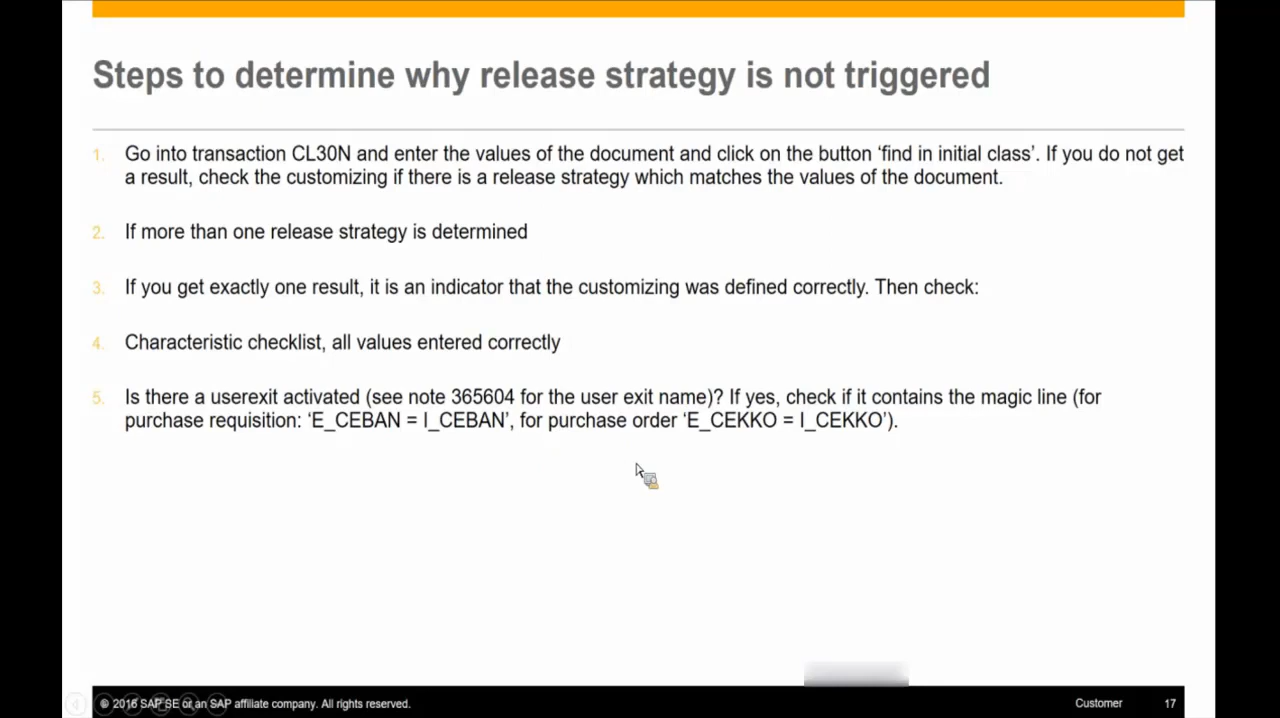 Steps to determine why release strategy is not triggered
1. Go into transaction CL30N and enter the values of the document and click on the button ‘find in initial class’. If you do not get
a result, check the customizing if there is a release strategy which matches the values of the document.
2. If more than one release strategy is determined
3. If you get exactly one result, it is an indicator that the customizing was defined correctly. Then check:
4. Characteristic checklist, all values entered correctly
5. Is there a userexit activated (see note 365604 for the user exit name)? If yes, check if it contains the magic line (for
purchase requisition: ‘E_CEBAN = I_CEBAN’, for purchase order ‘E_CEKKO = I_CEKKO’).
© 2016 SAP SE or an SAP affiliate company. All rights reserved.
Customer
17